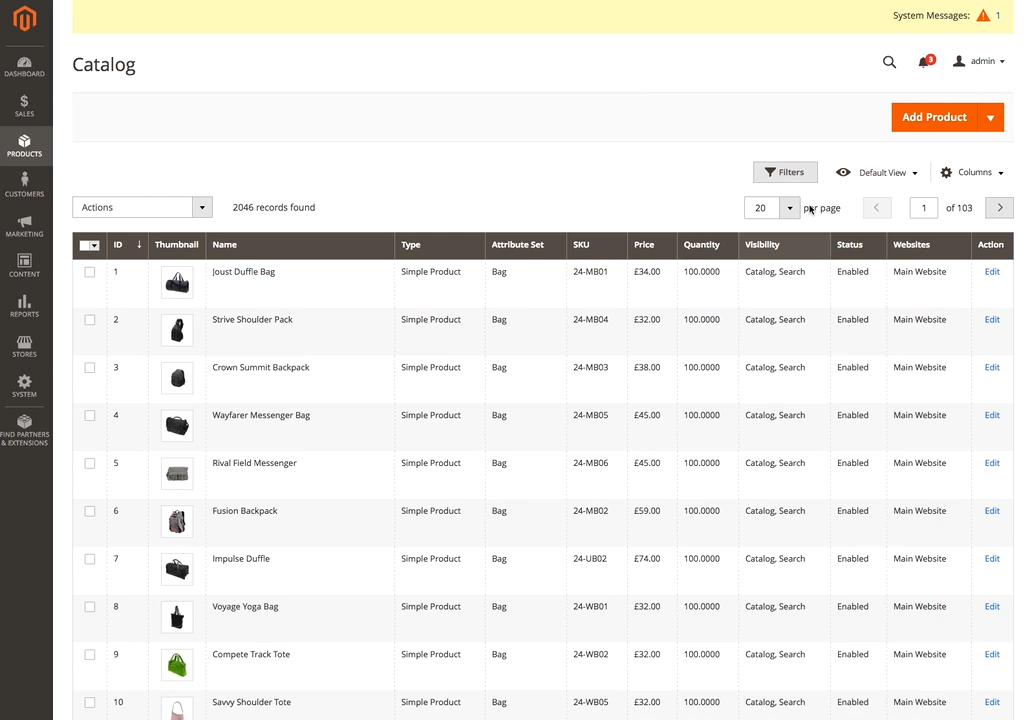 System Messages: 1
Catalog
3
admin
Add Product
Filters
Default View
Columns
Actions
2046 records found
20
per page
1
of 103
ID ↓ Thumbnail Name Type Attribute Set SKU Price Quantity Visibility Status Websites Action
1 Joust Duffle Bag Simple Product Bag 24-MB01 £34.00 100.0000 Catalog, Search Enabled Main Website Edit
2 Strive Shoulder Pack Simple Product Bag 24-MB04 £32.00 100.0000 Catalog, Search Enabled Main Website Edit
3 Crown Summit Backpack Simple Product Bag 24-MB03 £38.00 100.0000 Catalog, Search Enabled Main Website Edit
4 Wayfarer Messenger Bag Simple Product Bag 24-MB05 £45.00 100.0000 Catalog, Search Enabled Main Website Edit
5 Rival Field Messenger Simple Product Bag 24-MB06 £45.00 100.0000 Catalog, Search Enabled Main Website Edit
6 Fusion Backpack Simple Product Bag 24-MB02 £59.00 100.0000 Catalog, Search Enabled Main Website Edit
7 Impulse Duffle Simple Product Bag 24-UB02 £74.00 100.0000 Catalog, Search Enabled Main Website Edit
8 Voyage Yoga Bag Simple Product Bag 24-WB01 £32.00 100.0000 Catalog, Search Enabled Main Website Edit
9 Compete Track Tote Simple Product Bag 24-WB02 £32.00 100.0000 Catalog, Search Enabled Main Website Edit
10 Savvy Shoulder Tote Simple Product Bag 24-WB05 £32.00 100.0000 Catalog, Search Enabled Main Website Edit
DASHBOARD
SALES
PRODUCTS
CUSTOMERS
MARKETING
CONTENT
REPORTS
STORES
SYSTEM
FIND PARTNERS
& EXTENSIONS